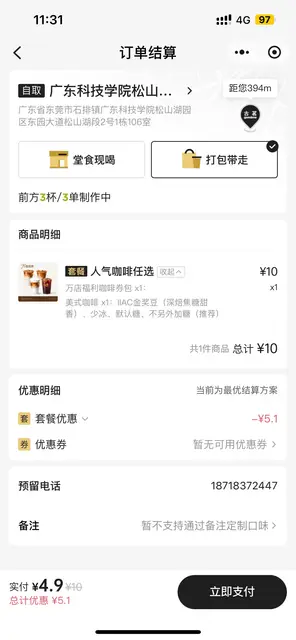 11:31
4G 97
订单结算
自取 广东科技学院松山... >
距您394m
广东省东莞市石排镇广东科技学院松山湖园
区东园大道松山湖段2号1栋106室
古茗
堂食现喝
打包带走
前方3杯/3单制作中
商品明细
套餐 人气咖啡任选 收起 ¥10
万店福利咖啡券包 x1: x1
美式咖啡 x1: IIAC金奖豆（深焙焦糖甜
香）、少冰、默认糖、不另外加糖（推荐）
共1件商品 总计 ¥10
优惠明细 当前为最优结算方案
套 套餐优惠 -¥5.1
券 优惠券 暂无可用优惠券 >
预留电话 18718372447
备注 暂不支持通过备注定制口味 >
实付 ¥4.9 ¥10
总计优惠 ¥5.1
立即支付